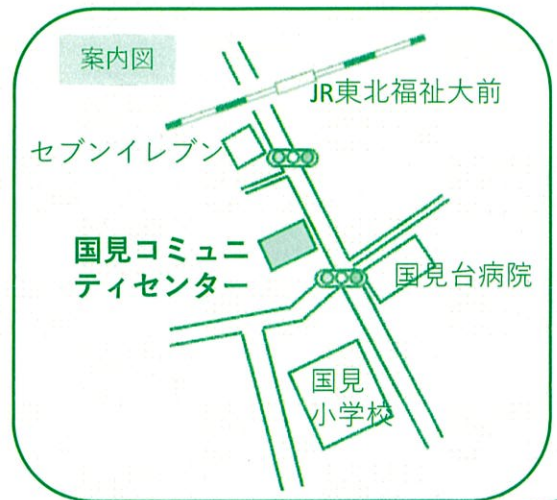 案内図
JR東北福祉大前
セブンイレブン
国見コミュニ
ティセンター
国見台病院
国見
小学校